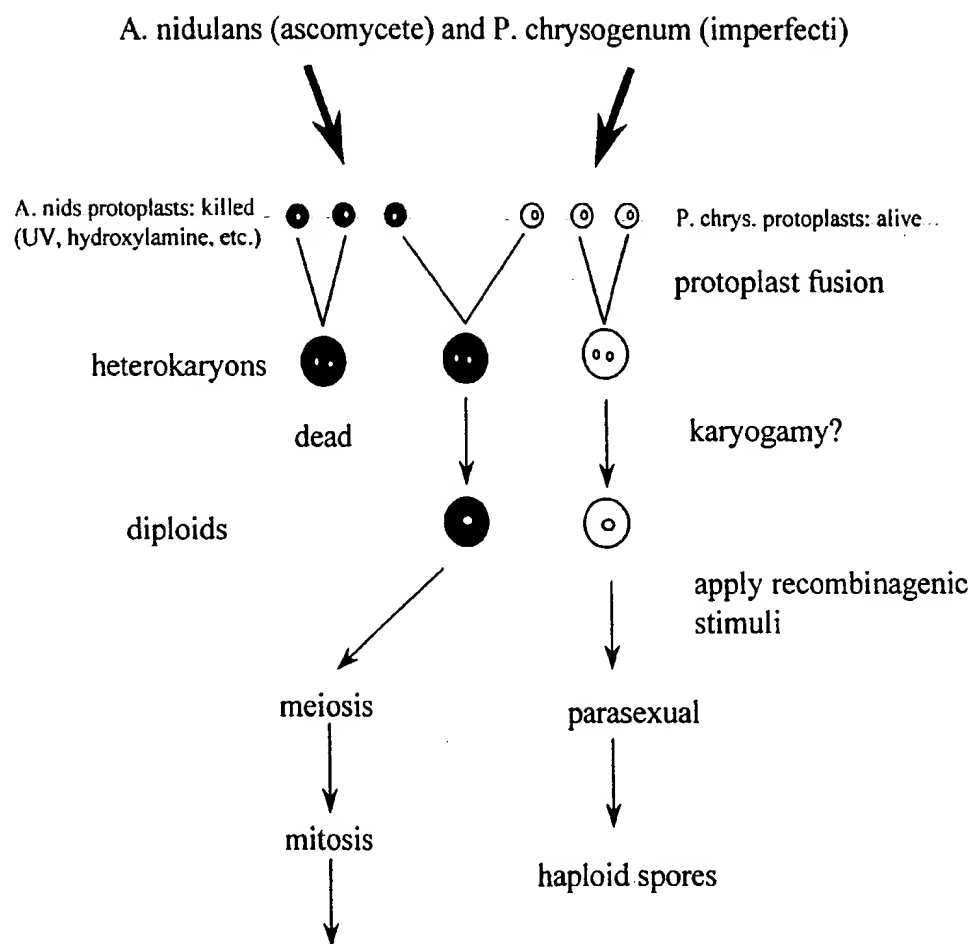 A. nidulans (ascomycete) and P. chrysogenum (imperfecti)
A. nids protoplasts: killed
(UV, hydroxylamine, etc.)
P. chrys. protoplasts: alive
protoplast fusion
heterokaryons
dead
karyogamy?
diploids
apply recombinagenic
stimuli
meiosis
parasexual
mitosis
haploid spores